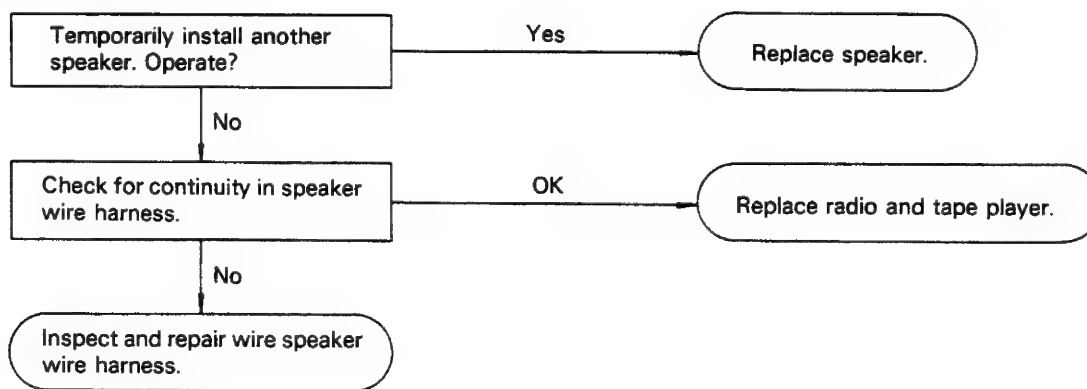 Temporarily install another
speaker. Operate?
Yes
Replace speaker.
No
Check for continuity in speaker
wire harness.
OK
Replace radio and tape player.
No
Inspect and repair wire speaker
wire harness.